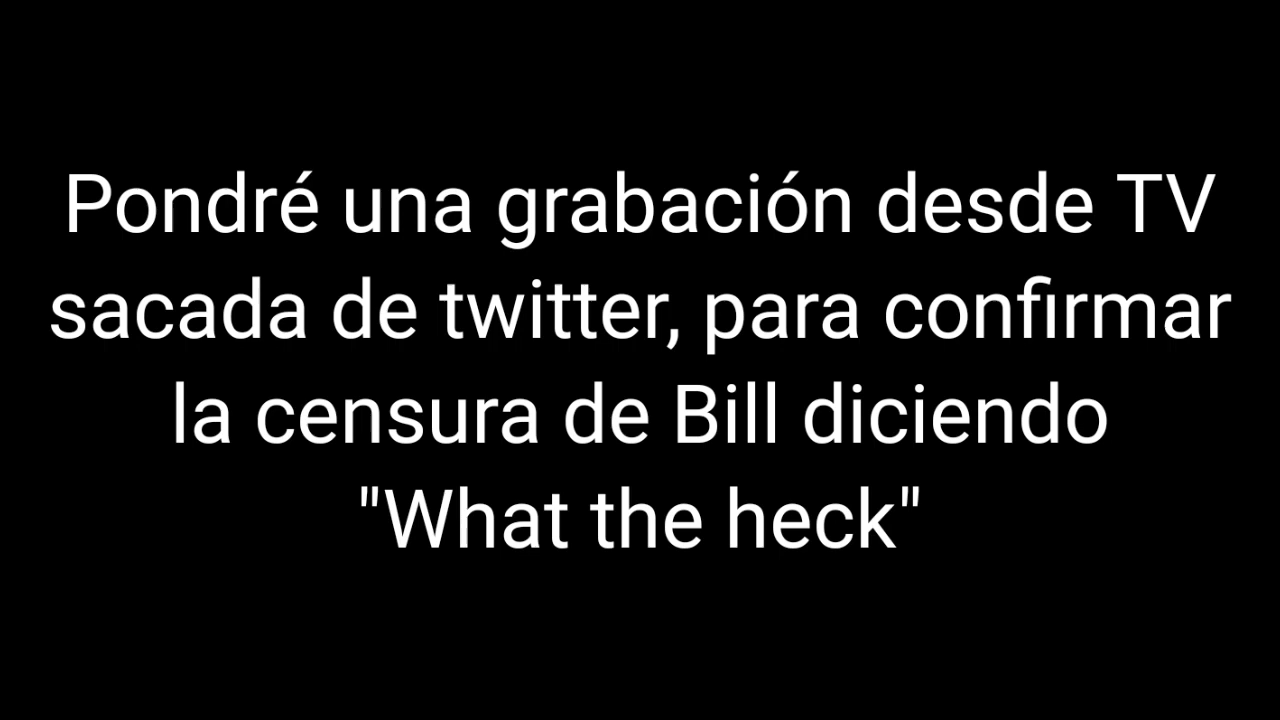 Pondré una grabación desde TV
sacada de twitter, para confirmar
la censura de Bill diciendo
"What the heck"